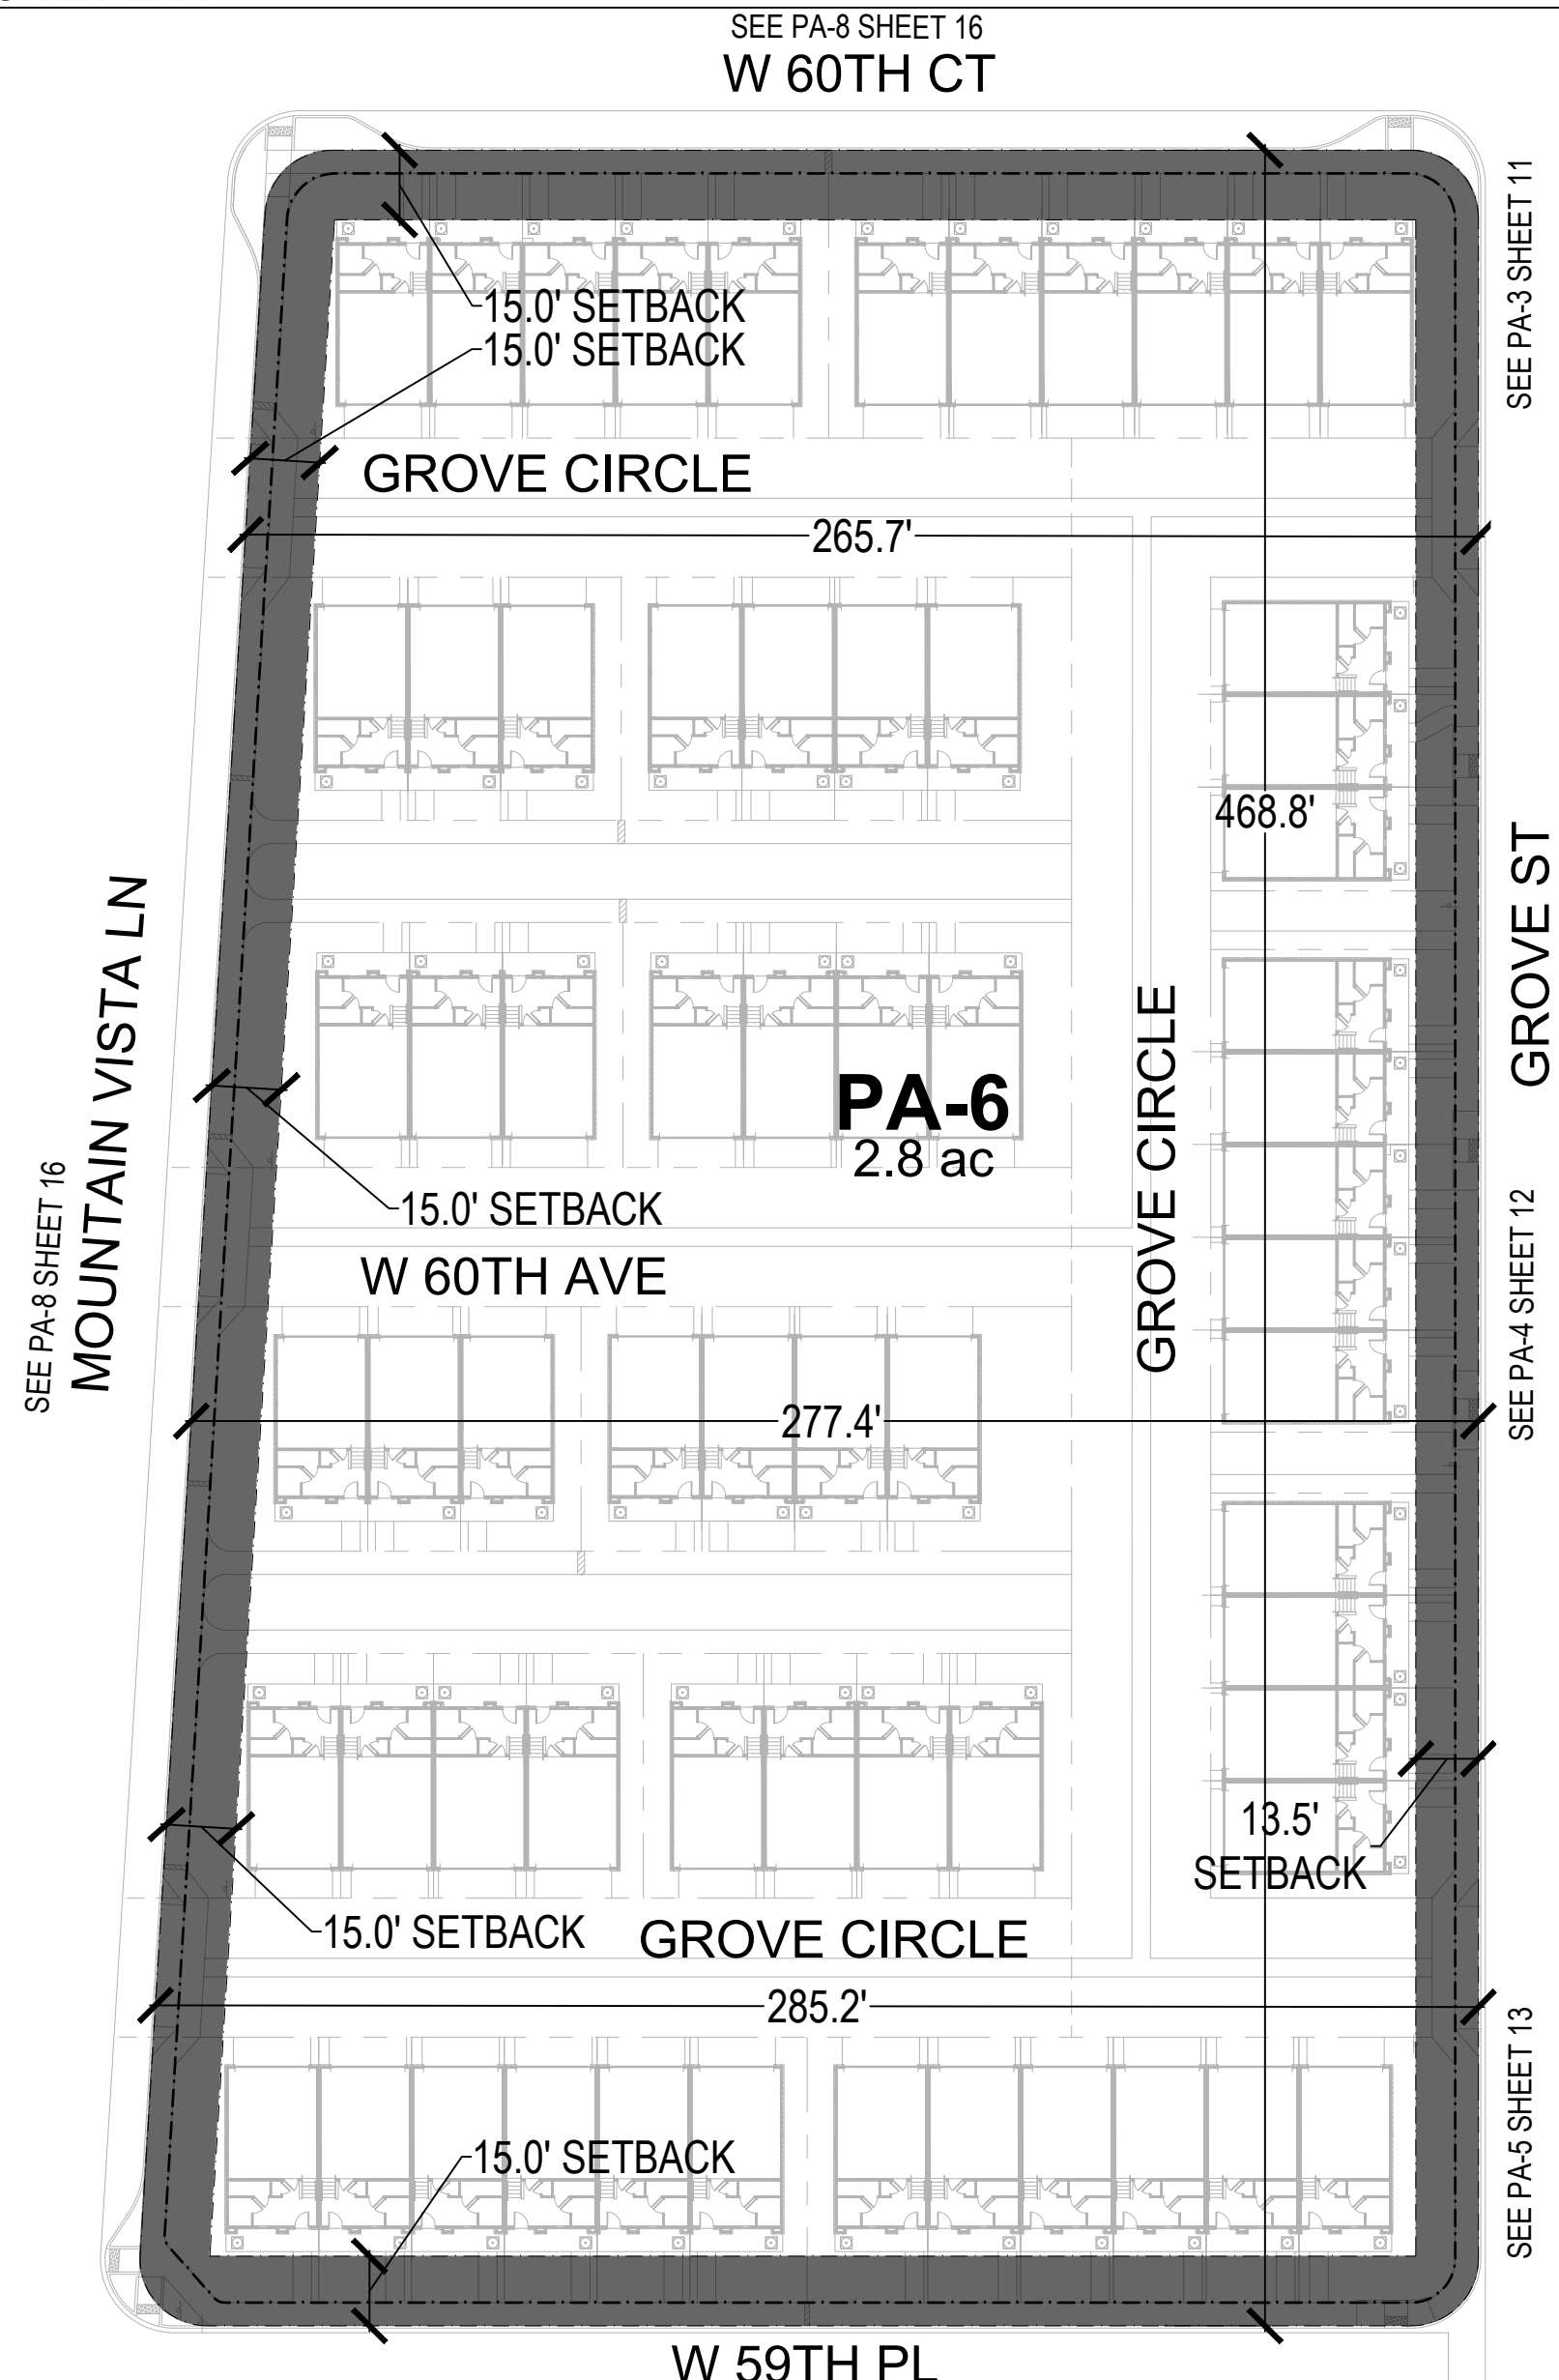 SEE PA-8 SHEET 16
W 60TH CT
SEE PA-3 SHEET 11
15.0' SETBACK
15.0' SETBACK
GROVE CIRCLE
265.7'
468.8'
GROVE ST
MOUNTAIN VISTA LN
SEE PA-8 SHEET 16
PA-6
2.8 ac
GROVE CIRCLE
15.0' SETBACK
SEE PA-4 SHEET 12
W 60TH AVE
277.4'
13.5'
SETBACK
15.0' SETBACK
GROVE CIRCLE
285.2'
SEE PA-5 SHEET 13
15.0' SETBACK
W 59TH PL